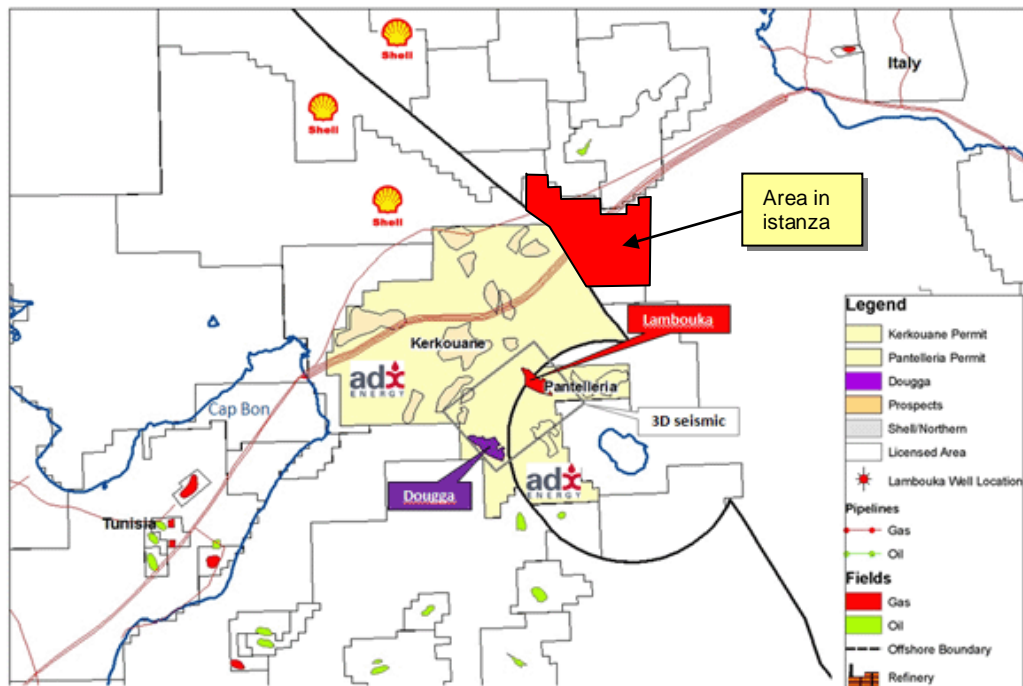 Shell
Shell
Shell
Italy
Area in
istanza
Lambouka
Kerkouane
Pantelleria
adx
ENERGY
Cap Bon
3D seismic
Dougga
adx
ENERGY
Tunisia
Legend
Kerkouane Permit
Pantelleria Permit
Dougga
Prospects
Shell/Northern
Licensed Area
Lambouka Well Location
Pipelines
Gas
Oil
Fields
Gas
Oil
Offshore Boundary
Refinery